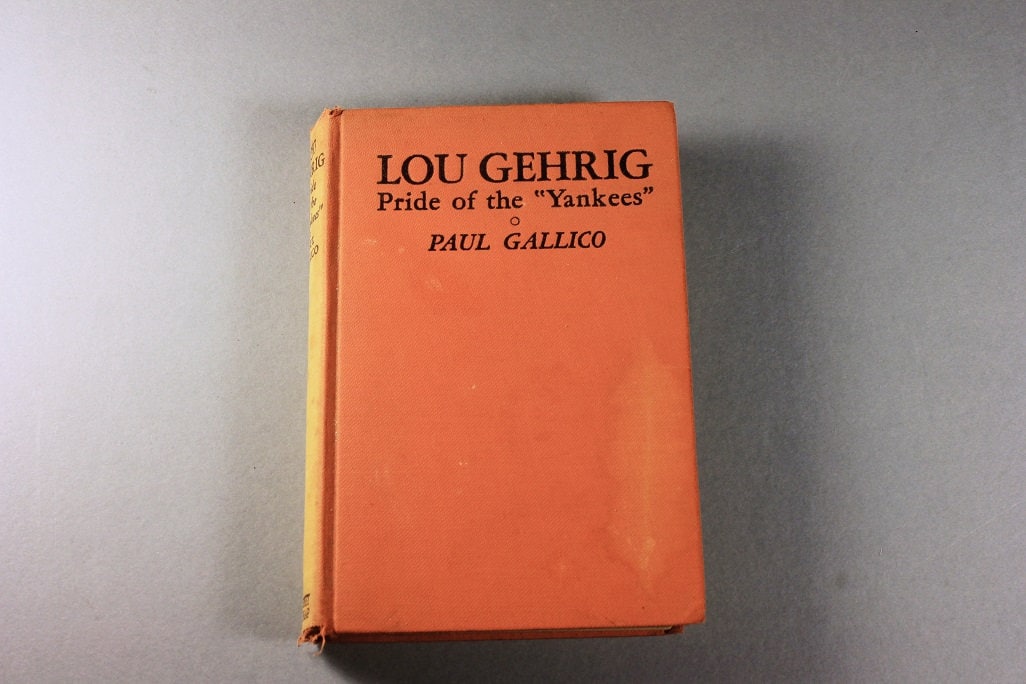 LOU GEHRIG
Pride of the "Yankees"
PAUL GALLICO